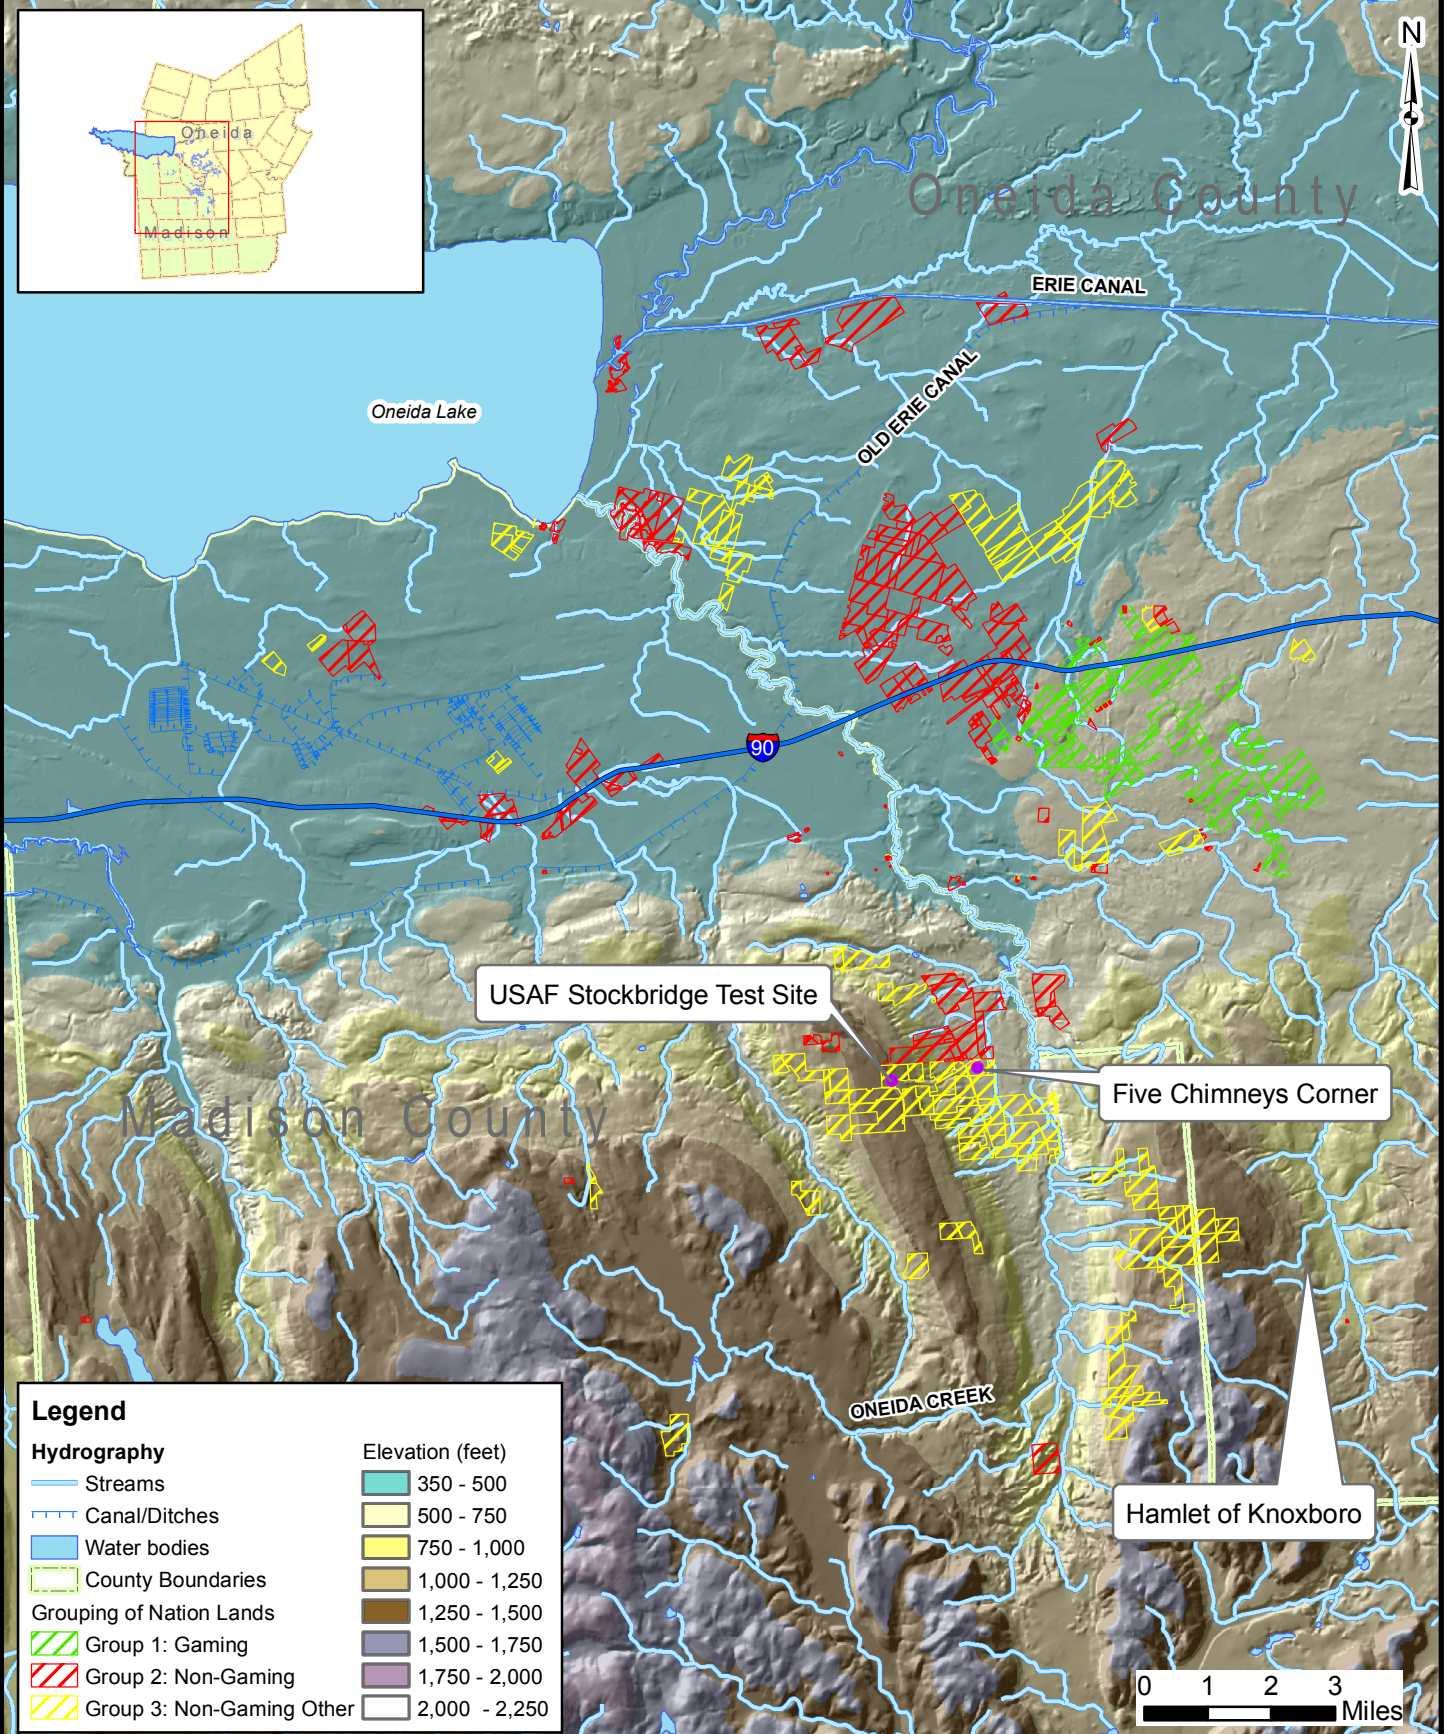 Oneida
Madison
N
Oneida County
ERIE CANAL
OLD ERIE CANAL
Oneida Lake
90
USAF Stockbridge Test Site
Five Chimneys Corner
Madison County
ONEIDA CREEK
Hamlet of Knoxboro
Legend
Hydrography
Streams
Canal/Ditches
Water bodies
County Boundaries
Grouping of Nation Lands
Group 1: Gaming
Group 2: Non-Gaming
Group 3: Non-Gaming Other
Elevation (feet)
350 - 500
500 - 750
750 - 1,000
1,000 - 1,250
1,250 - 1,500
1,500 - 1,750
1,750 - 2,000
2,000 - 2,250
0 1 2 3
Miles